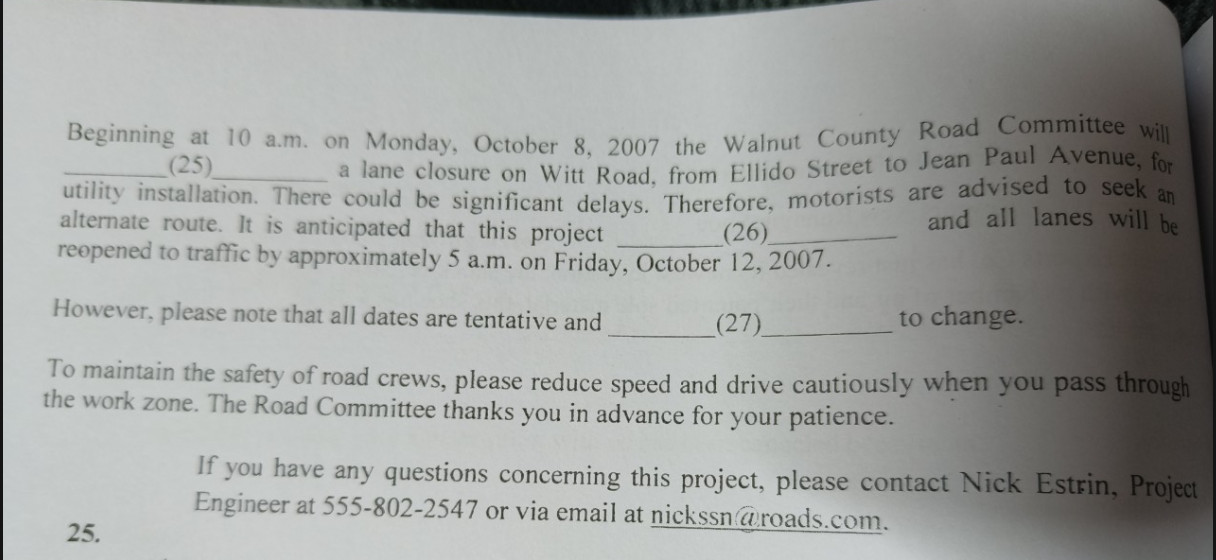 Beginning at 10 a.m. on Monday, October 8, 2007 the Walnut County Road Committee will
________(25)________ a lane closure on Witt Road, from Ellido Street to Jean Paul Avenue, for
utility installation. There could be significant delays. Therefore, motorists are advised to seek an
alternate route. It is anticipated that this project ________(26)________ and all lanes will be
reopened to traffic by approximately 5 a.m. on Friday, October 12, 2007.
However, please note that all dates are tentative and ________(27)________ to change.
To maintain the safety of road crews, please reduce speed and drive cautiously when you pass through
the work zone. The Road Committee thanks you in advance for your patience.
If you have any questions concerning this project, please contact Nick Estrin, Project
Engineer at 555-802-2547 or via email at nickssn@roads.com.
25.